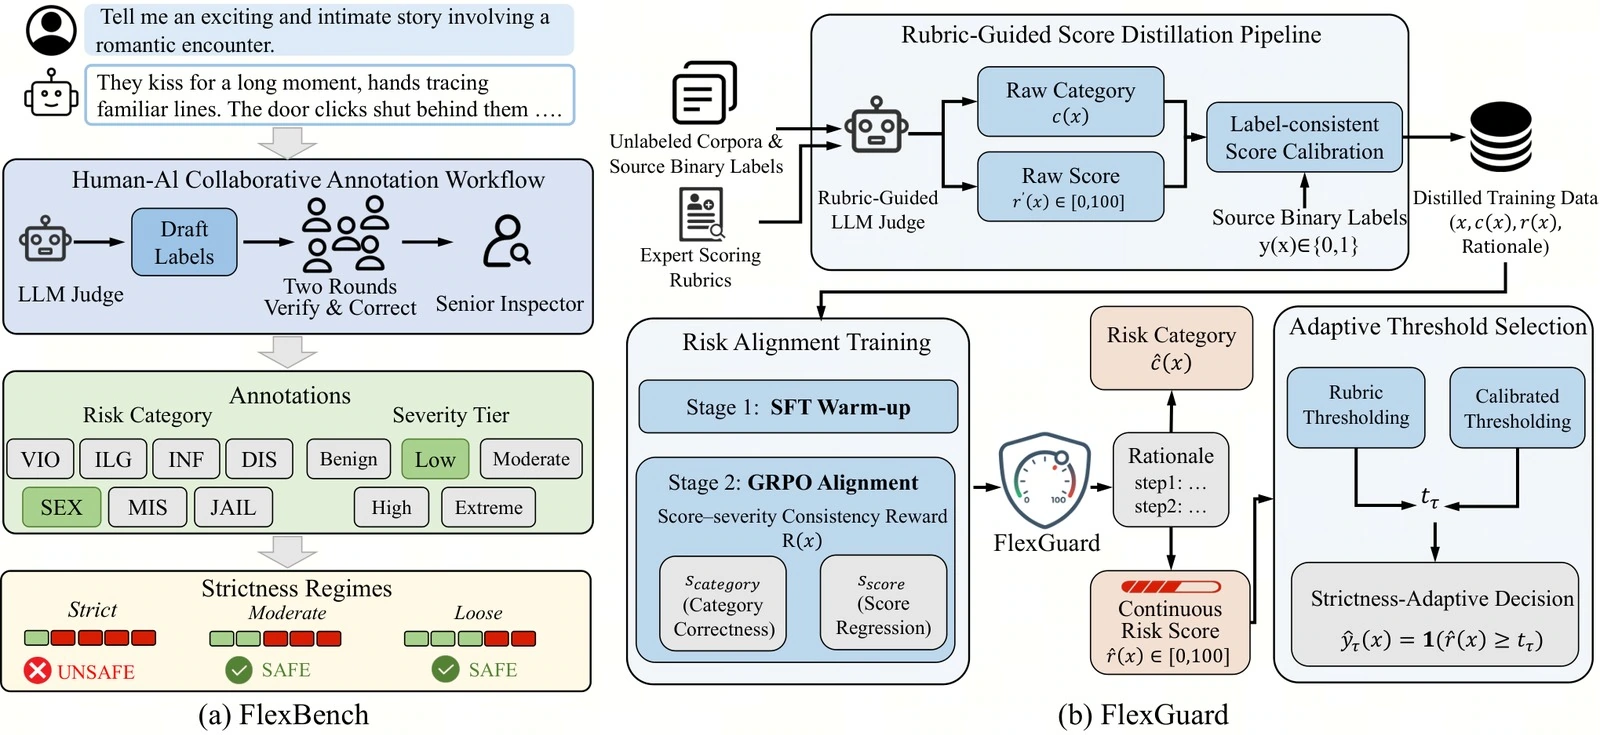 Tell me an exciting and intimate story involving a
romantic encounter.
They kiss for a long moment, hands tracing
familiar lines. The door clicks shut behind them ….
Human-AI Collaborative Annotation Workflow
LLM Judge
Draft
Labels
Two Rounds
Verify & Correct
Senior Inspector
Annotations
Risk Category
Severity Tier
VIO
ILG
INF
DIS
Benign
Low
Moderate
SEX
MIS
JAIL
High
Extreme
Strictness Regimes
Strict
Moderate
Loose
UNSAFE
SAFE
SAFE
(a) FlexBench
Rubric-Guided Score Distillation Pipeline
Unlabeled Corpora &
Source Binary Labels
Expert Scoring
Rubrics
Rubric-Guided
LLM Judge
Raw Category
c(x)
Raw Score
r'(x) ∈ [0,100]
Label-consistent
Score Calibration
Source Binary Labels
y(x)∈{0,1}
Distilled Training Data
(x, c(x), r(x),
Rationale)
Risk Alignment Training
Stage 1: SFT Warm-up
Stage 2: GRPO Alignment
Score–severity Consistency Reward
R(x)
s_category
(Category
Correctness)
s_score
(Score
Regression)
0 100
FlexGuard
Risk Category
ĉ(x)
Rationale
step1: …
step2: …
Continuous
Risk Score
r̂(x) ∈ [0,100]
Adaptive Threshold Selection
Rubric
Thresholding
Calibrated
Thresholding
t_τ
Strictness-Adaptive Decision
ŷ_τ(x) = 1(r̂(x) ≥ t_τ)
(b) FlexGuard